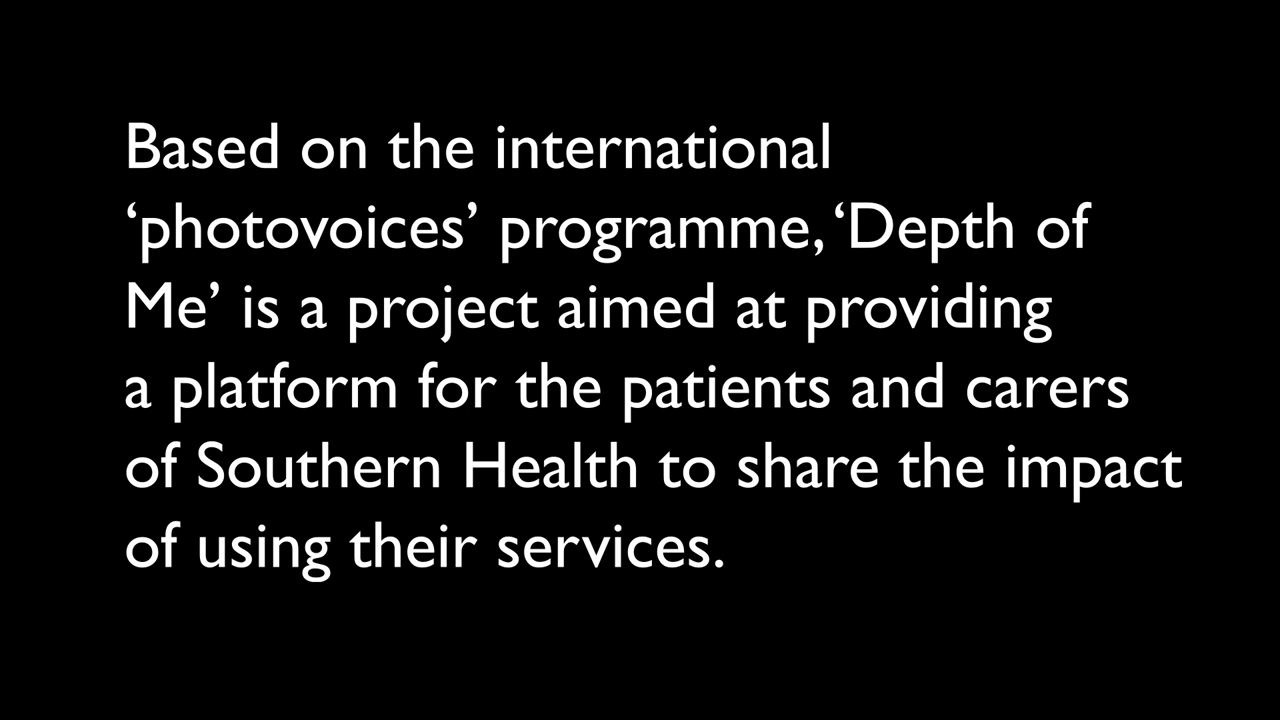 Based on the international
‘photovoices’ programme, ‘Depth of
Me’ is a project aimed at providing
a platform for the patients and carers
of Southern Health to share the impact
of using their services.